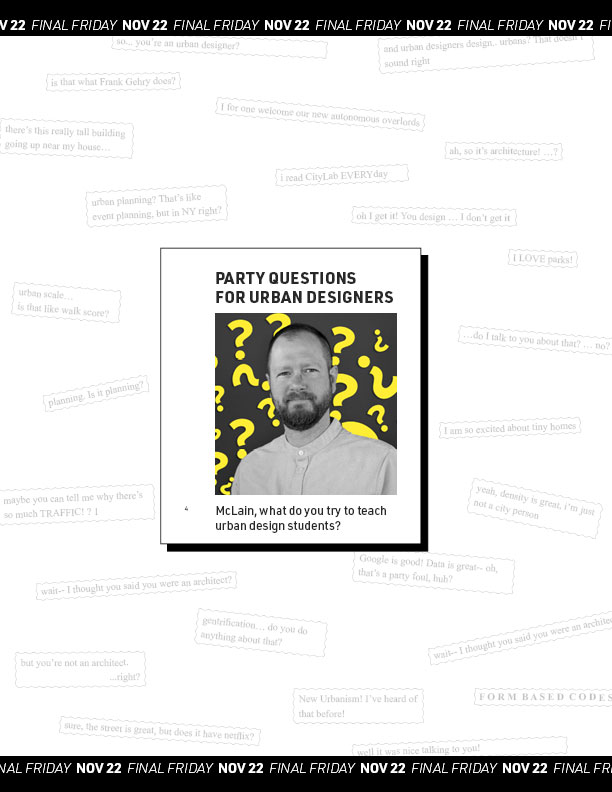 V 22 FINAL FRIDAY NOV 22 FINAL FRIDAY NOV 22 FINAL FRIDAY NOV 22 FINAL FRIDAY NOV 22 FI
so... you're an urban designer?
and urban designers design.. urbans? That doesn't
sound right
is that what Frank Gehry does?
I for one welcome our new autonomous overlords
there's this really tall building
going up near my house…
ah, so it's architecture! …?
i read CityLab EVERYday
urban planning? That's like
event planning, but in NY right?
oh I get it! You design … I don't get it
I LOVE parks!
PARTY QUESTIONS
FOR URBAN DESIGNERS
urban scale…
is that like walk score?
…do I talk to you about that? … no?
planning. Is it planning?
I am so excited about tiny homes
maybe you can tell me why there's
so much TRAFFIC! ? 1
yeah, density is great, i'm just
not a city person
4
McLain, what do you try to teach
urban design students?
Google is good! Data is great-- oh,
that's a party foul, huh?
wait-- I thought you said you were an architect?
gentrification… do you do
anything about that?
wait-- I thought you said you were an architec
but you're not an architect-
...right?
New Urbanism! I've heard of
that before!
FORM BASED CODES
sure, the street is great, but does it have netflix?
well it was nice talking to you!
NAL FRIDAY NOV 22 FINAL FRIDAY NOV 22 FINAL FRIDAY NOV 22 FINAL FRIDAY NOV 22 FINAL FR